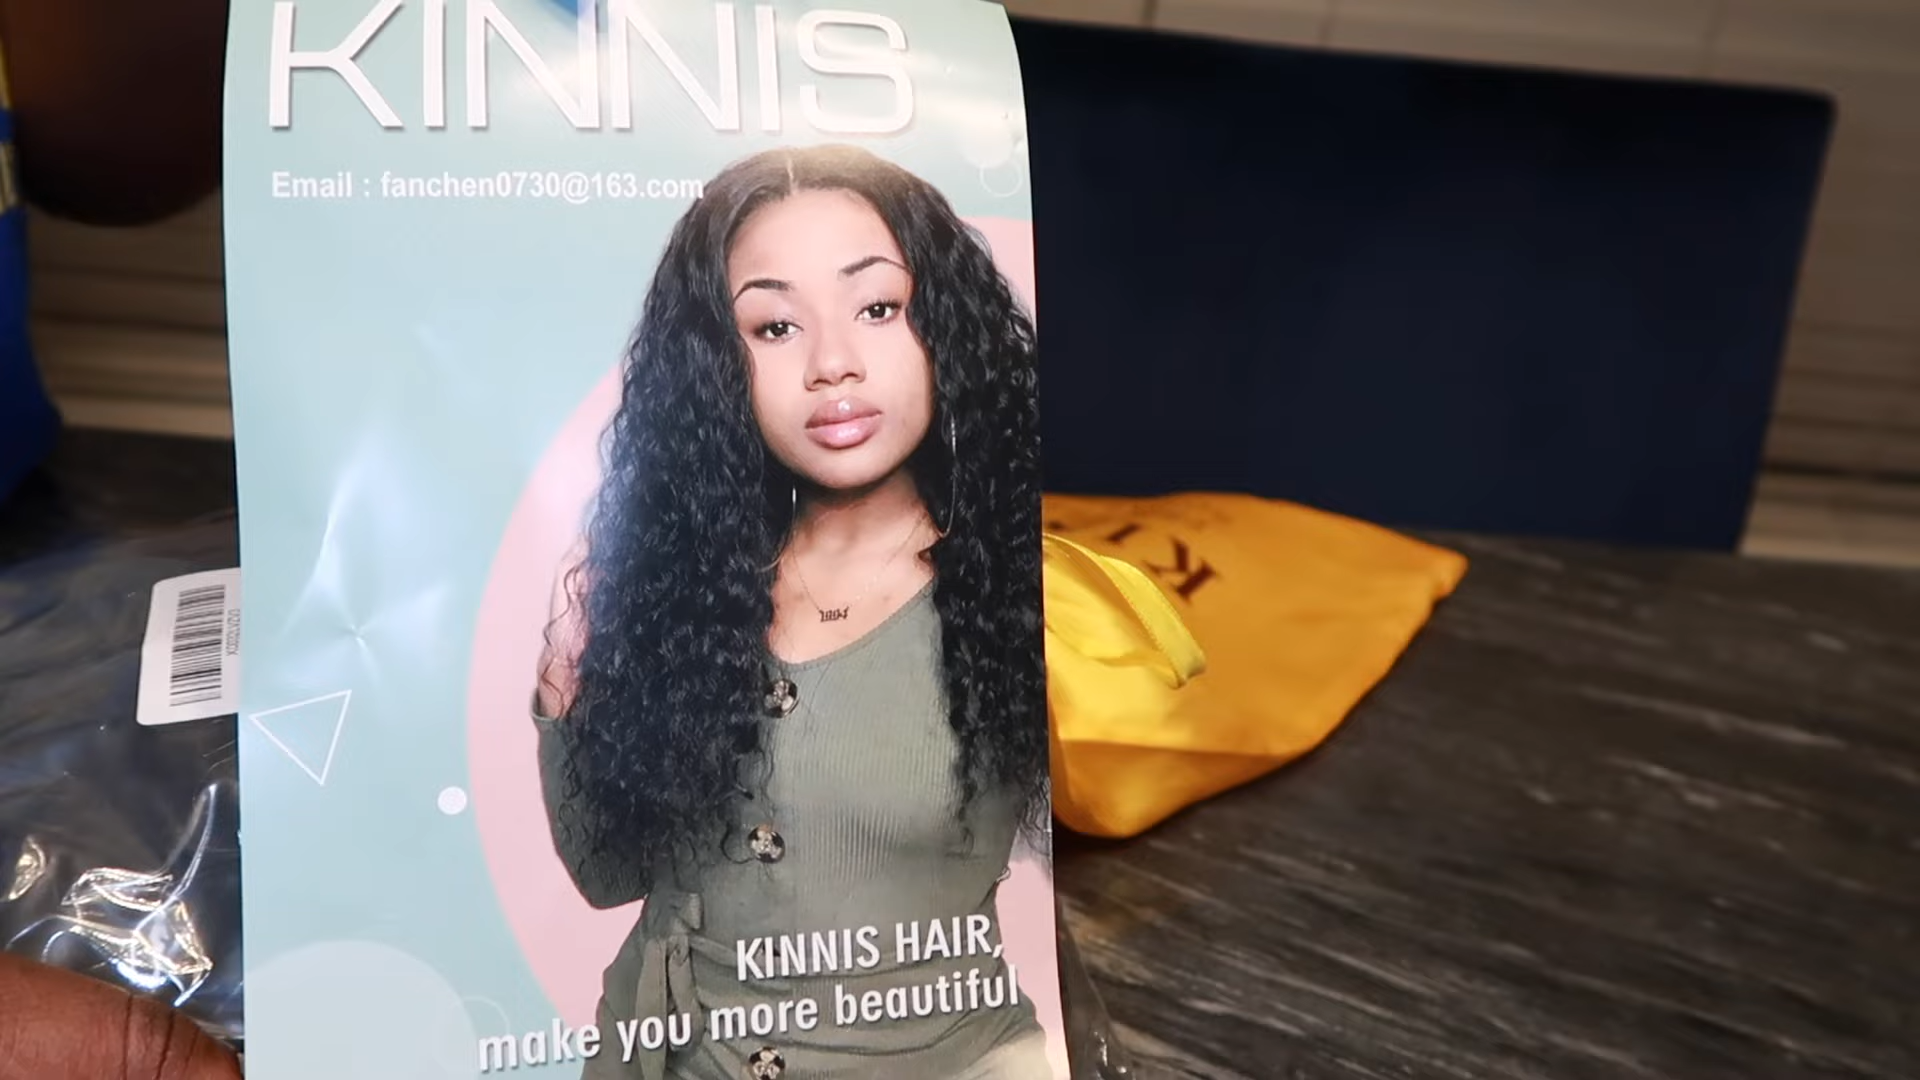 KINNIS
Email : fanchen0730@163.com
KINNIS HAIR,
make you more beautiful